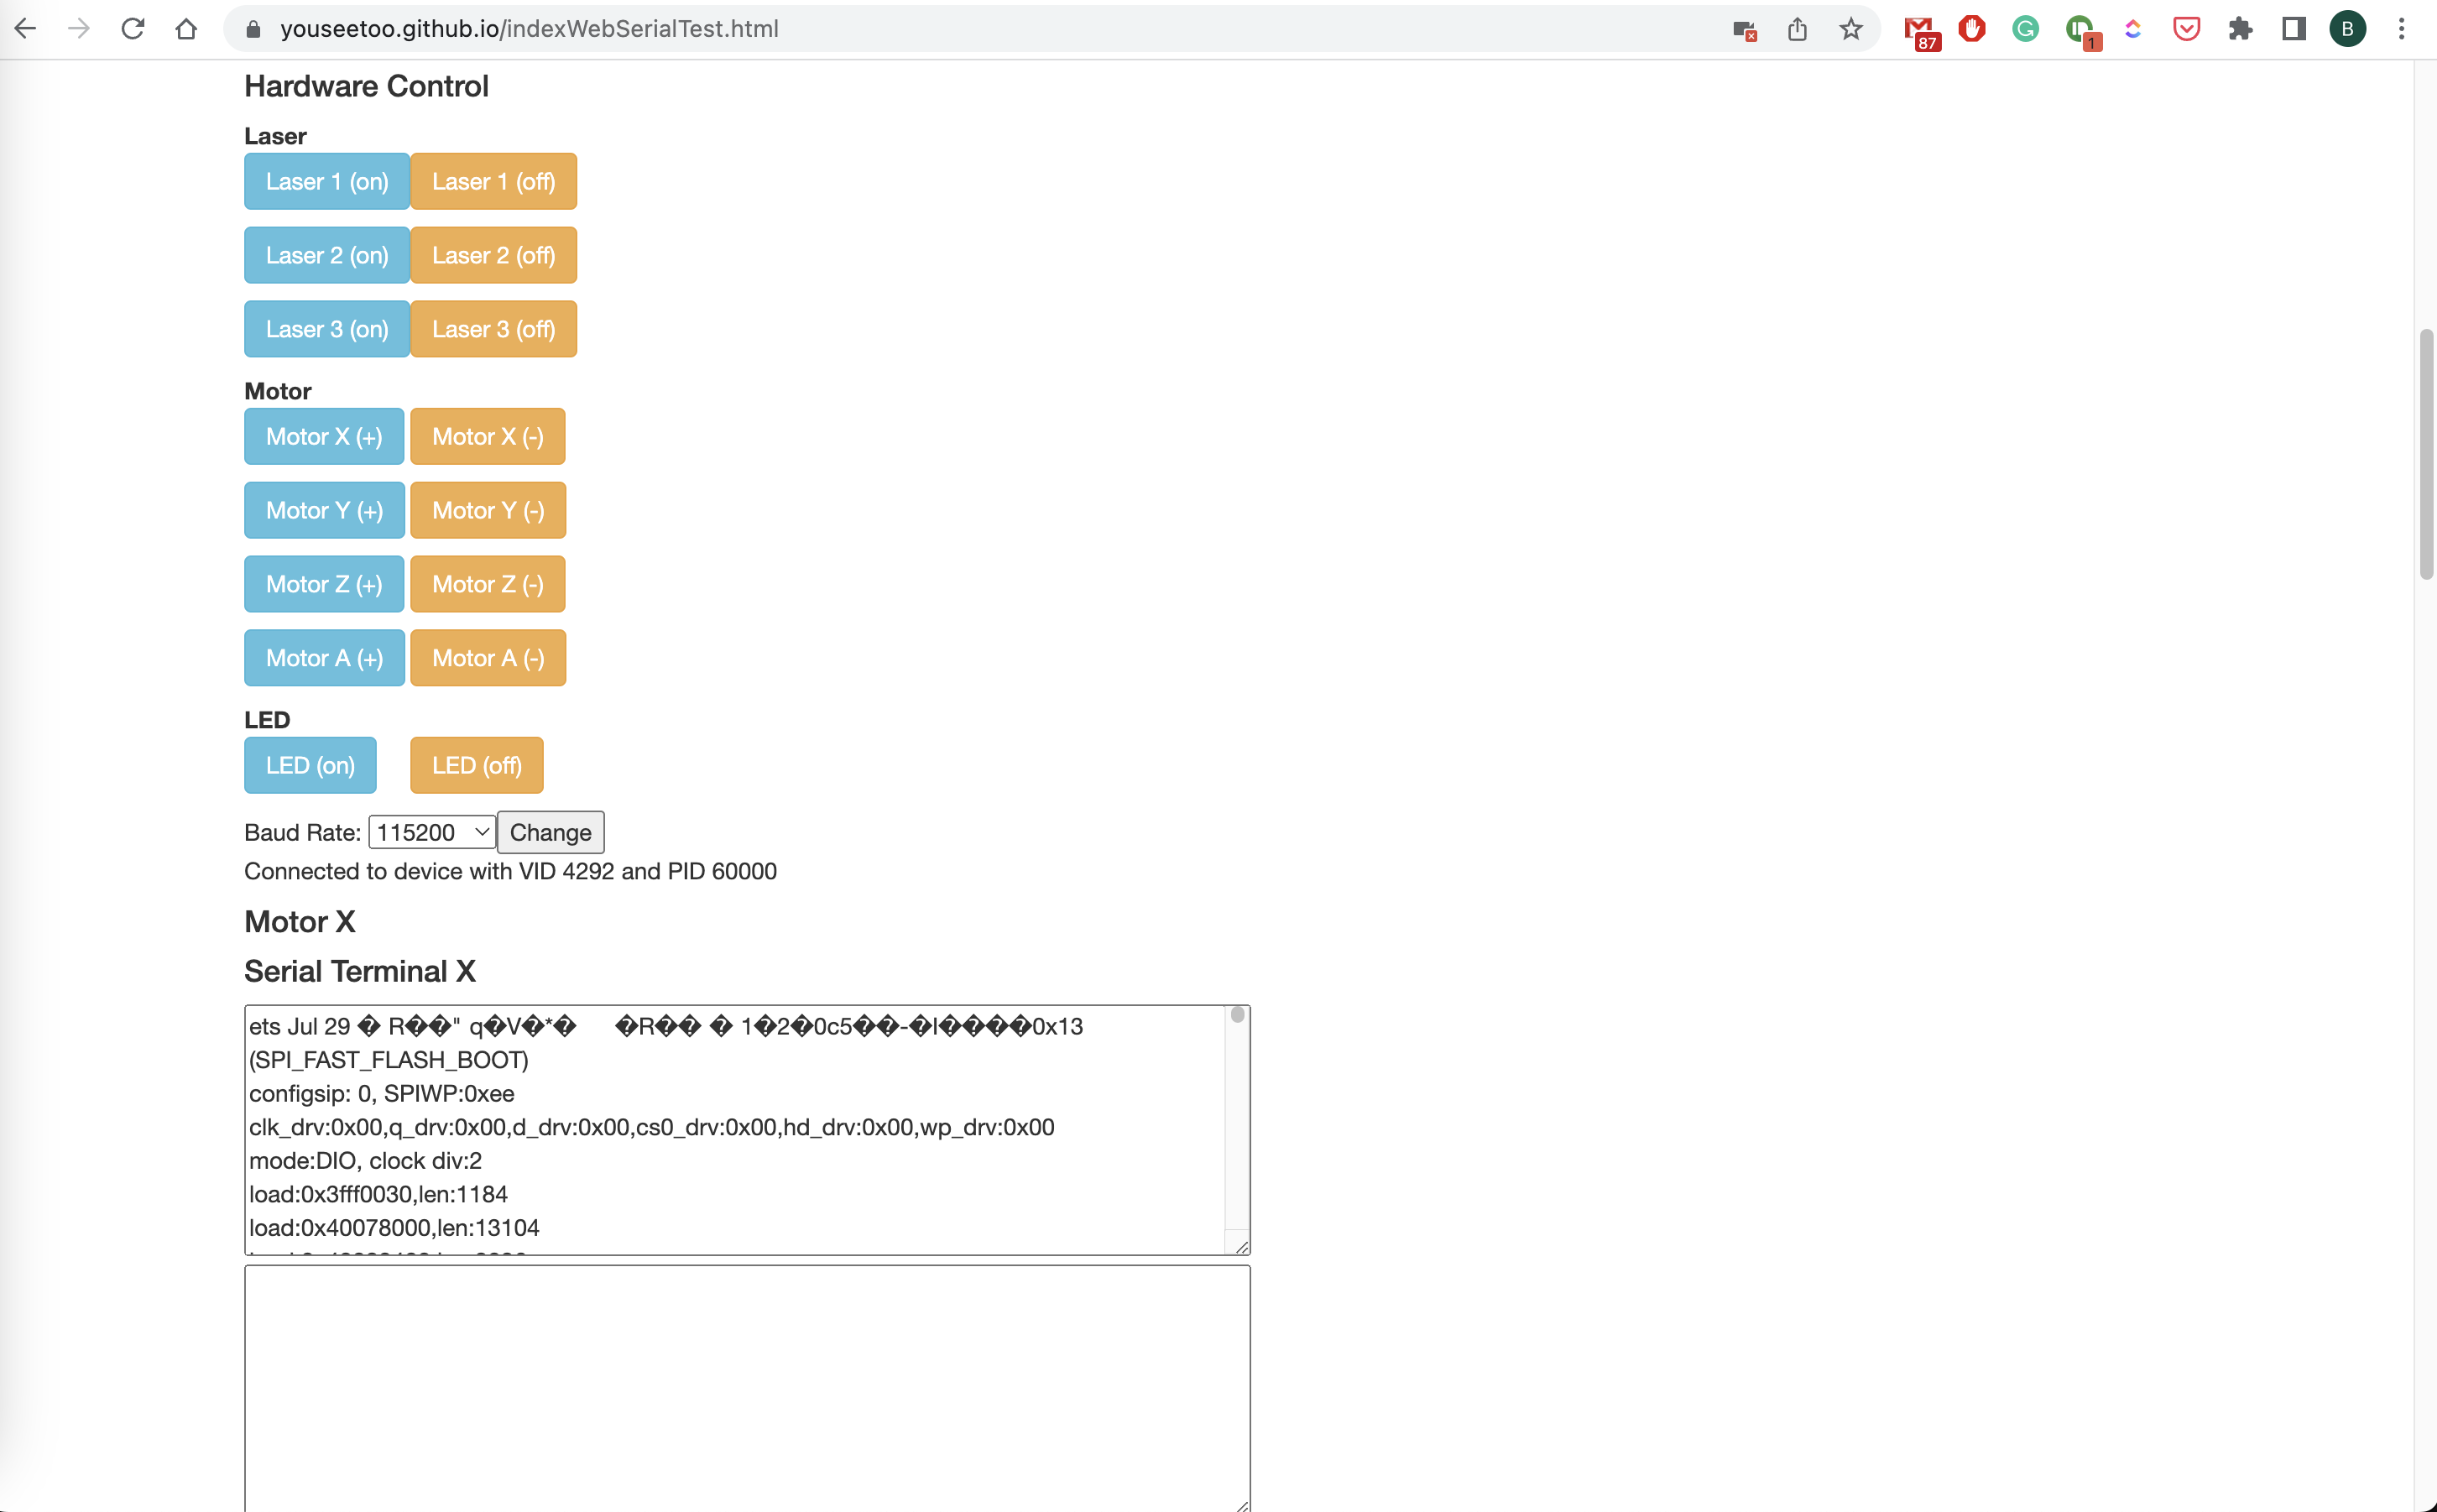 youseetoo.github.io/indexWebSerialTest.html
87
1
B
Hardware Control
Laser
Laser 1 (on) Laser 1 (off)
Laser 2 (on) Laser 2 (off)
Laser 3 (on) Laser 3 (off)
Motor
Motor X (+) Motor X (-)
Motor Y (+) Motor Y (-)
Motor Z (+) Motor Z (-)
Motor A (+) Motor A (-)
LED
LED (on) LED (off)
Baud Rate: 115200 Change
Connected to device with VID 4292 and PID 60000
Motor X
Serial Terminal X
ets Jul 29 � R��" q�V�*� �R�� � 1�2�0c5��-�l����0x13
(SPI_FAST_FLASH_BOOT)
configsip: 0, SPIWP:0xee
clk_drv:0x00,q_drv:0x00,d_drv:0x00,cs0_drv:0x00,hd_drv:0x00,wp_drv:0x00
mode:DIO, clock div:2
load:0x3fff0030,len:1184
load:0x40078000,len:13104